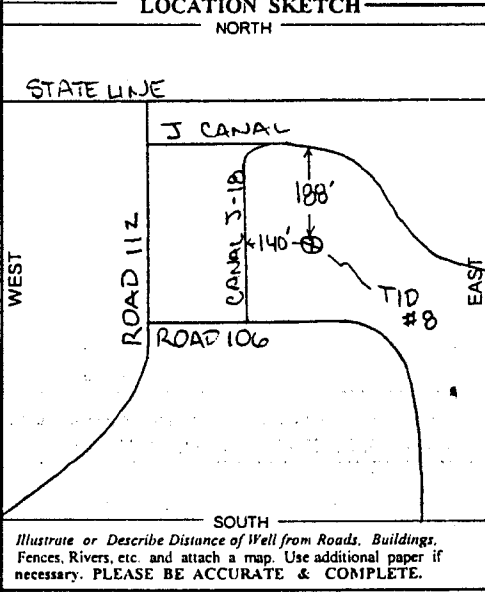 LOCATION SKETCH
NORTH
STATE LINE
J CANAL
188'
CANAL J-18
140'
WEST
ROAD 112
EAST
TID
#8
ROAD 106
SOUTH
Illustrate or Describe Distance of Well from Roads, Buildings,
Fences, Rivers, etc. and attach a map. Use additional paper if
necessary. PLEASE BE ACCURATE & COMPLETE.